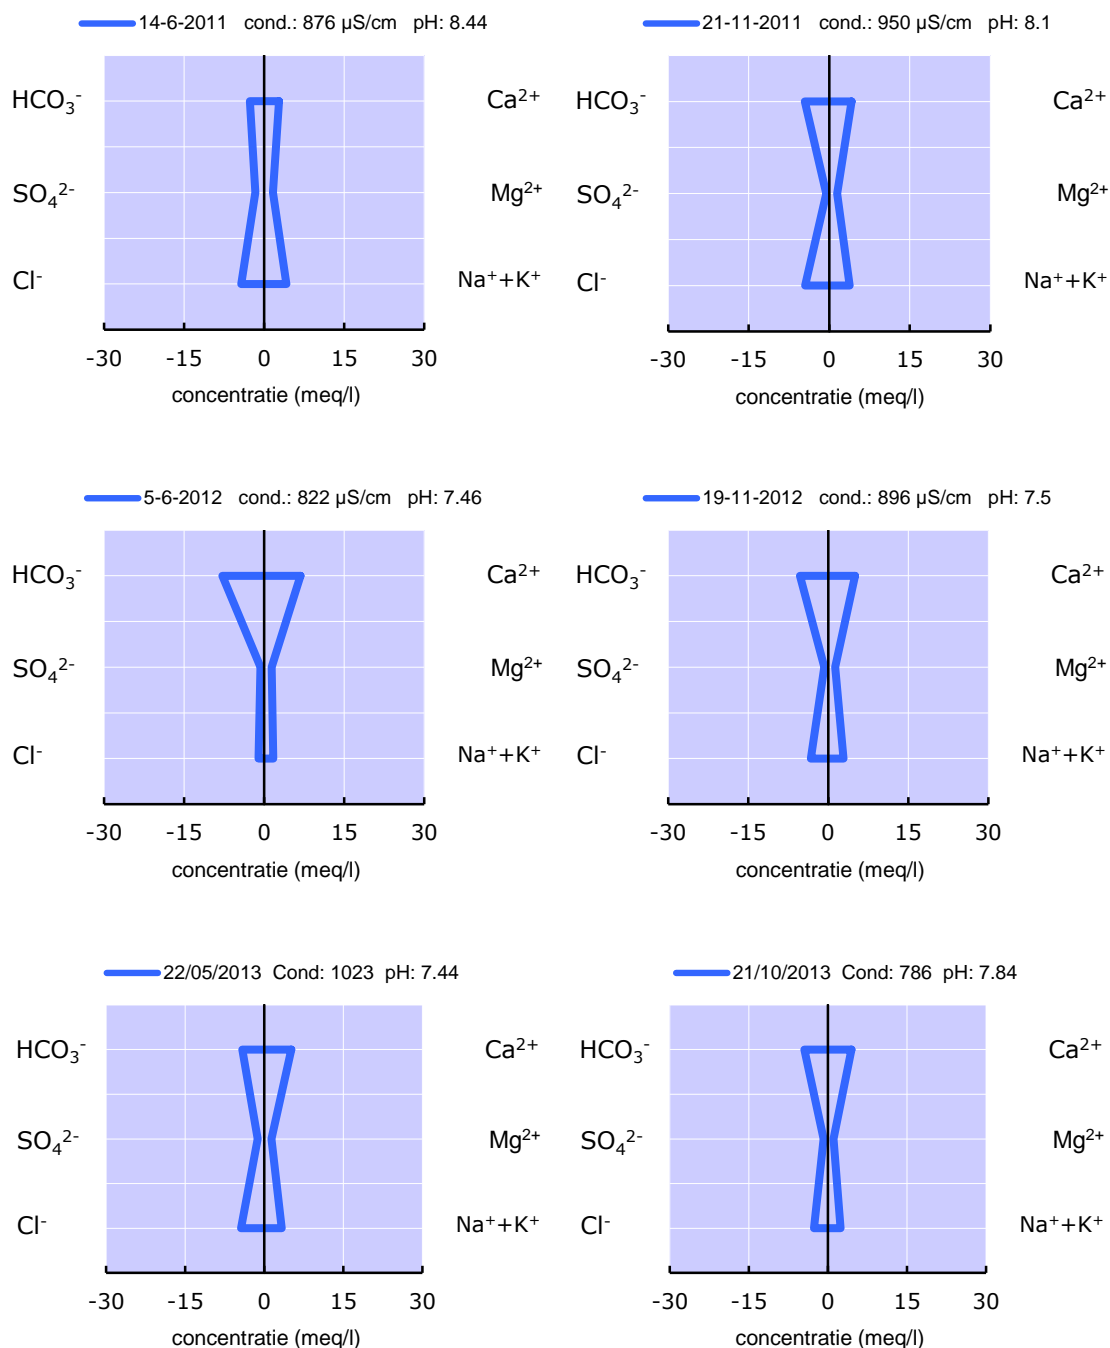 14-6-2011 cond.: 876 µS/cm pH: 8.44
HCO₃⁻ Ca²⁺
SO₄²⁻ Mg²⁺
Cl⁻ Na⁺+K⁺
-30 -15 0 15 30
concentratie (meq/l)
21-11-2011 cond.: 950 µS/cm pH: 8.1
HCO₃⁻ Ca²⁺
SO₄²⁻ Mg²⁺
Cl⁻ Na⁺+K⁺
-30 -15 0 15 30
concentratie (meq/l)
5-6-2012 cond.: 822 µS/cm pH: 7.46
HCO₃⁻ Ca²⁺
SO₄²⁻ Mg²⁺
Cl⁻ Na⁺+K⁺
-30 -15 0 15 30
concentratie (meq/l)
19-11-2012 cond.: 896 µS/cm pH: 7.5
HCO₃⁻ Ca²⁺
SO₄²⁻ Mg²⁺
Cl⁻ Na⁺+K⁺
-30 -15 0 15 30
concentratie (meq/l)
22/05/2013 Cond: 1023 pH: 7.44
HCO₃⁻ Ca²⁺
SO₄²⁻ Mg²⁺
Cl⁻ Na⁺+K⁺
-30 -15 0 15 30
concentratie (meq/l)
21/10/2013 Cond: 786 pH: 7.84
HCO₃⁻ Ca²⁺
SO₄²⁻ Mg²⁺
Cl⁻ Na⁺+K⁺
-30 -15 0 15 30
concentratie (meq/l)